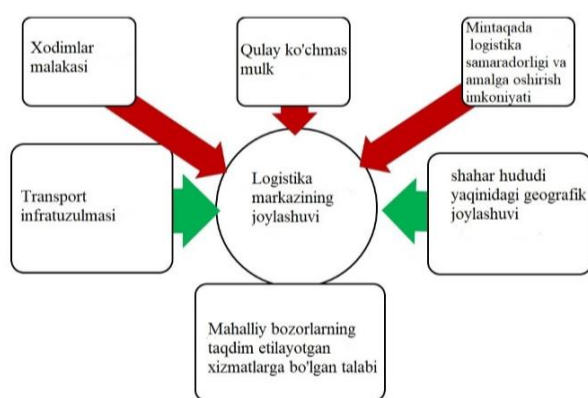 Xodimlar
malakasi
Qulay ko'chmas
mulk
Mintaqada
logistika
samaradorligi va
amalga oshirish
imkoniyati
Transport
infratuzulmasi
Logistika
markazining
joylashuvi
shahar hududi
yaqinidagi geografik
joylashuvi
Mahalliy bozorlarning
taqdim etilayotgan
xizmatlarga bo'lgan talabi